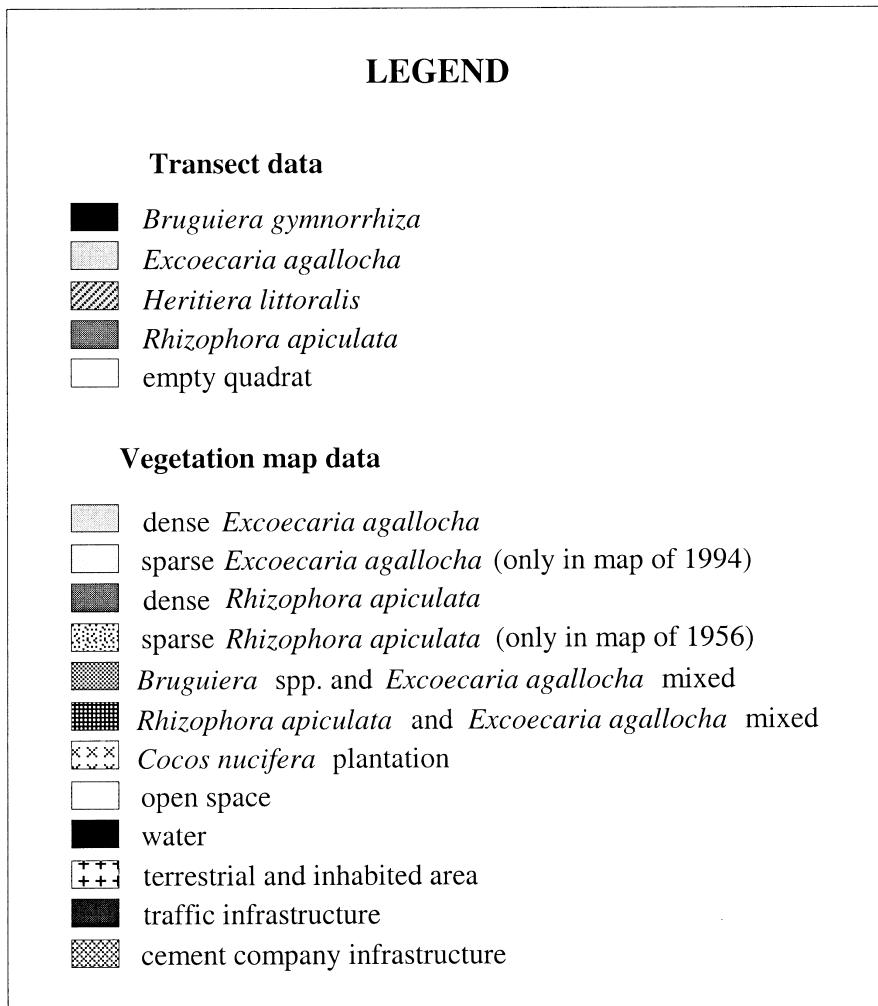 LEGEND
Transect data
Bruguiera gymnorrhiza
Excoecaria agallocha
Heritiera littoralis
Rhizophora apiculata
empty quadrat
Vegetation map data
dense Excoecaria agallocha
sparse Excoecaria agallocha (only in map of 1994)
dense Rhizophora apiculata
sparse Rhizophora apiculata (only in map of 1956)
Bruguiera spp. and Excoecaria agallocha mixed
Rhizophora apiculata and Excoecaria agallocha mixed
Cocos nucifera plantation
open space
water
terrestrial and inhabited area
traffic infrastructure
cement company infrastructure